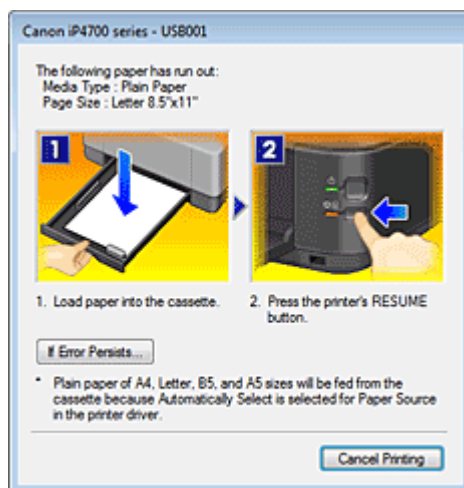 Canon iP4700 series - USB001
The following paper has run out:
Media Type : Plain Paper
Page Size : Letter 8.5"x11"
1
2
1. Load paper into the cassette.
2. Press the printer's RESUME
button.
If Error Persists...
* Plain paper of A4, Letter, B5, and A5 sizes will be fed from the
cassette because Automatically Select is selected for Paper Source
in the printer driver.
Cancel Printing